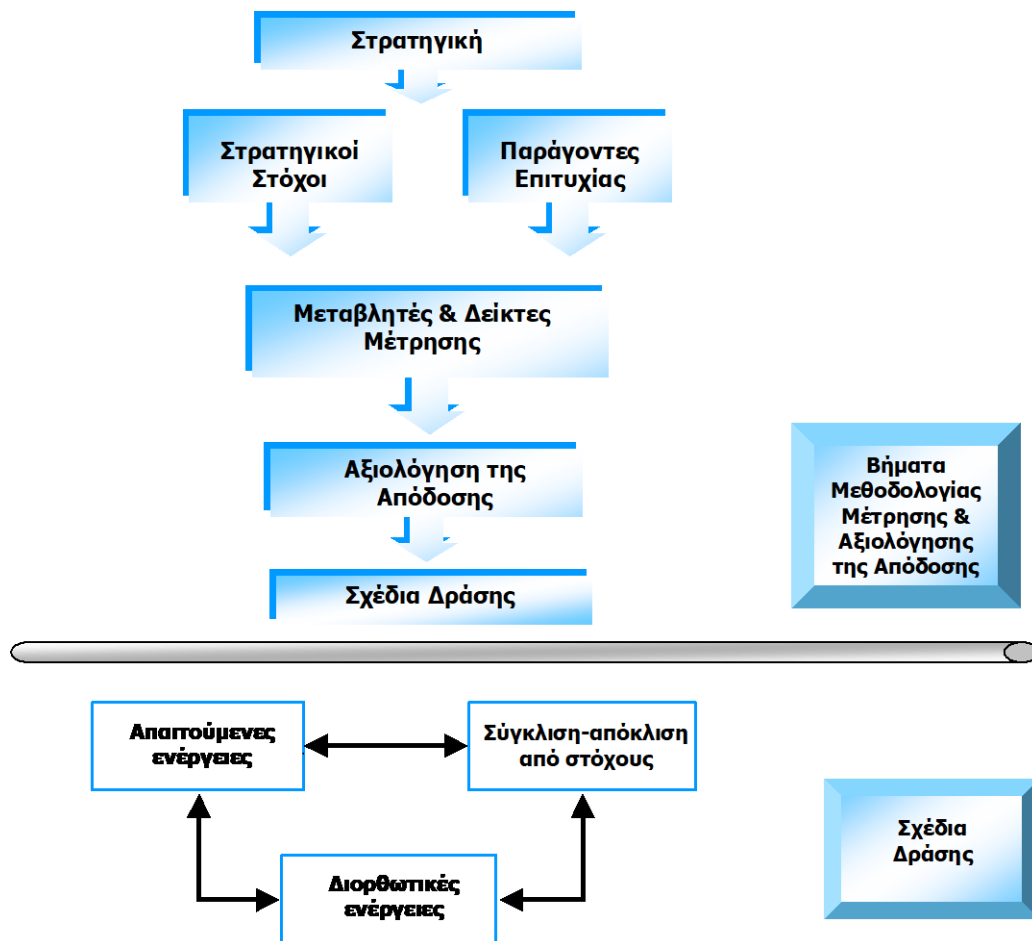 Στρατηγική
Στρατηγικοί
Στόχοι
Παράγοντες
Επιτυχίας
Μεταβλητές & Δείκτες
Μέτρησης
Αξιολόγηση της
Απόδοσης
Σχέδια Δράσης
Βήματα
Μεθοδολογίας
Μέτρησης &
Αξιολόγησης
της Απόδοσης
Απαιτούμενες
ενέργειες
Σύγκλιση-απόκλιση
από στόχους
Διορθωτικές
ενέργειες
Σχέδια
Δράσης